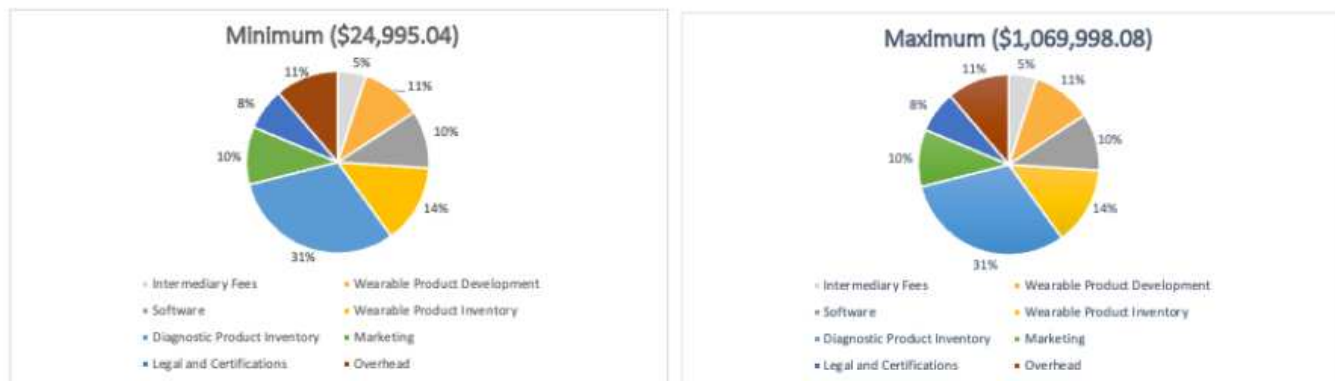 Minimum ($24,995.04)
5%
11%
10%
14%
31%
10%
8%
11%
Intermediary Fees
Wearable Product Development
Software
Wearable Product Inventory
Diagnostic Product Inventory
Marketing
Legal and Certifications
Overhead
Maximum ($1,069,998.08)
5%
11%
10%
14%
31%
10%
8%
11%
Intermediary Fees
Wearable Product Development
Software
Wearable Product Inventory
Diagnostic Product Inventory
Marketing
Legal and Certifications
Overhead